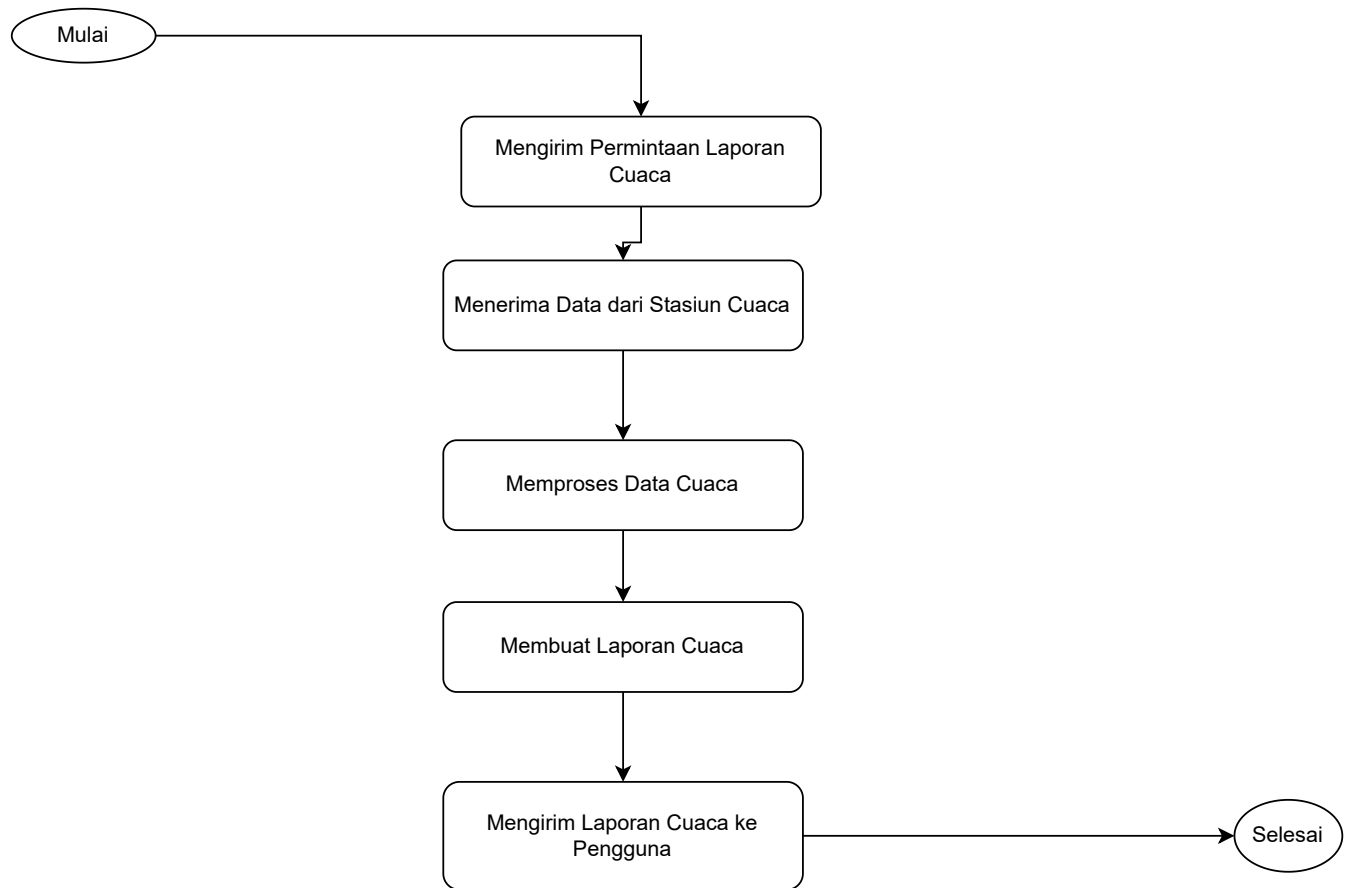 Mulai
Mengirim Permintaan Laporan
Cuaca
Menerima Data dari Stasiun Cuaca
Memproses Data Cuaca
Membuat Laporan Cuaca
Mengirim Laporan Cuaca ke
Pengguna
Selesai